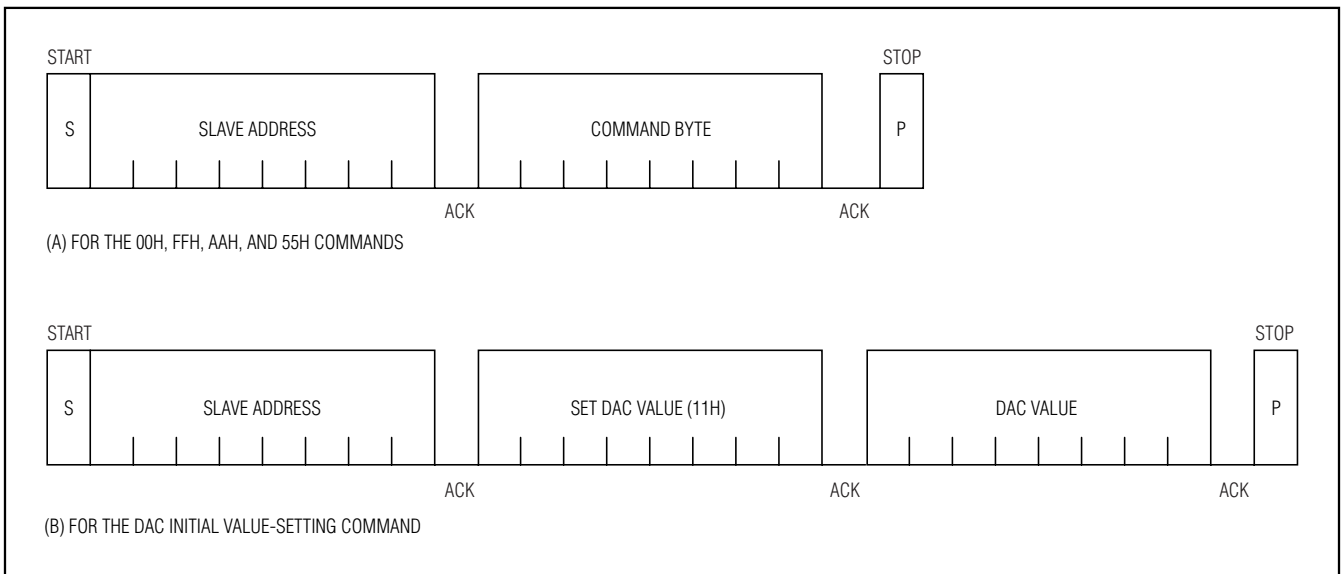 START STOP
S SLAVE ADDRESS COMMAND BYTE P
ACK ACK
(A) FOR THE 00H, FFH, AAH, AND 55H COMMANDS
START STOP
S SLAVE ADDRESS SET DAC VALUE (11H) DAC VALUE P
ACK ACK ACK
(B) FOR THE DAC INITIAL VALUE-SETTING COMMAND